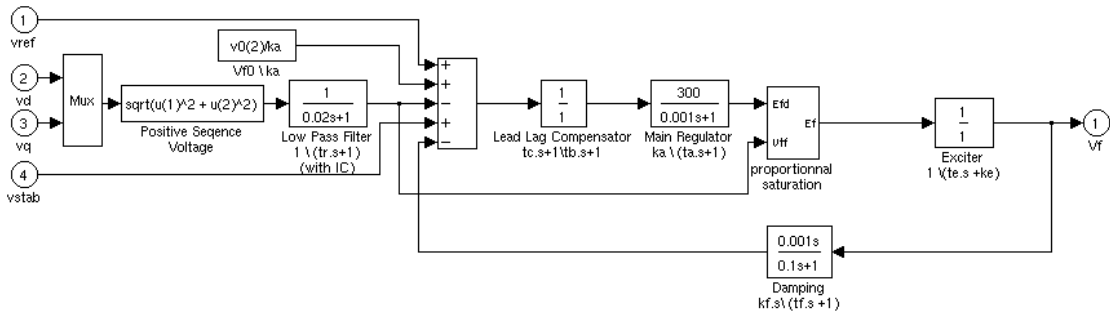 1
vref
2
vd
3
vq
4
vstab
Mux
sqrt(u(1)^2 + u(2)^2)
Positive Seqence
Voltage
v0(2)/ka
Vf0 \ ka
1
0.02s+1
Low Pass Filter
1 \ (tr.s+1)
(with IC)
+
+
−
+
−
1
1
Lead Lag Compensator
tc.s+1\tb.s+1
300
0.001s+1
Main Regulator
ka \ (ta.s+1)
Efd
Ef
Vtf
proportionnal
saturation
1
1
Exciter
1 \(te.s +ke)
1
Vf
0.001s
0.1s+1
Damping
kf.s\ (tf.s +1)